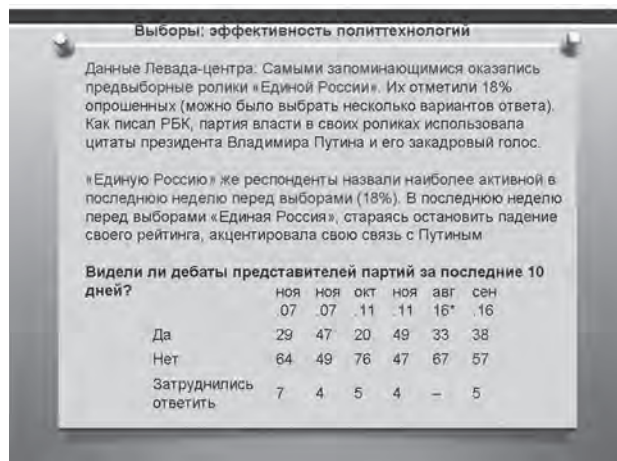 Выборы: эффективность политтехнологий
Данные Левада-центра: Самыми запоминающимися оказались
предвыборные ролики «Единой России». Их отметили 18%
опрошенных (можно было выбрать несколько вариантов ответа).
Как писал РБК, партия власти в своих роликах использовала
цитаты президента Владимира Путина и его закадровый голос.
«Единую Россию» же респонденты назвали наиболее активной в
последнюю неделю перед выборами (18%). В последнюю неделю
перед выборами «Единая Россия», стараясь остановить падение
своего рейтинга, акцентировала свою связь с Путиным
Видели ли дебаты представителей партий за последние 10
дней? ноя ноя окт ноя авг сен
.07 .07 .11 .11 16* .16
Да 29 47 20 49 33 38
Нет 64 49 76 47 67 57
Затруднились
ответить 7 4 5 4 – 5